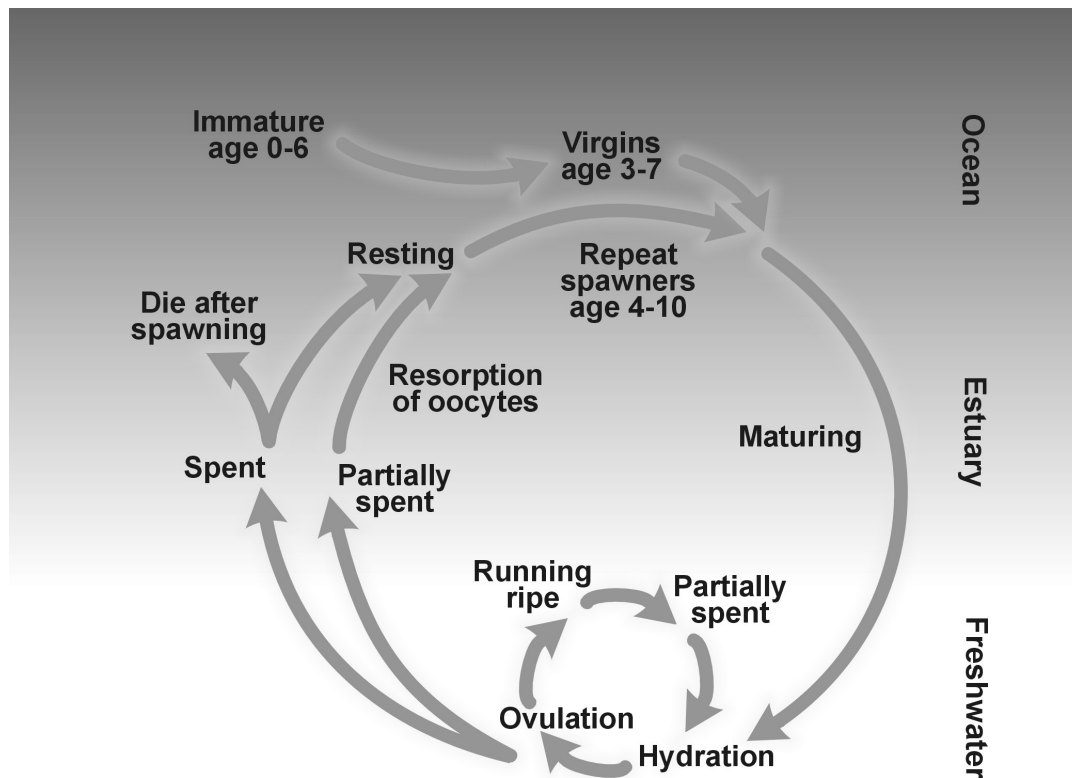 Immature
age 0-6
Virgins
age 3-7
Ocean
Resting
Repeat
spawners
age 4-10
Die after
spawning
Resorption
of oocytes
Estuary
Maturing
Spent
Partially
spent
Running
ripe
Partially
spent
Freshwater
Ovulation
Hydration